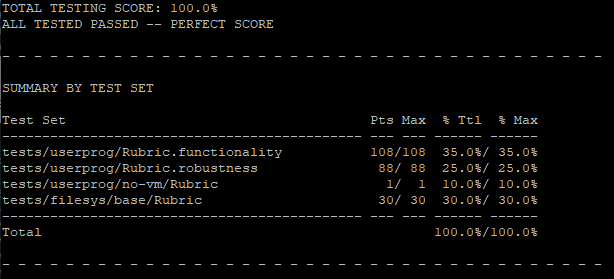 TOTAL TESTING SCORE: 100.0%
ALL TESTED PASSED -- PERFECT SCORE
- - - - - - - - - - - - - - - - - - - - - - - - - - - - - - - - - - - - - -
SUMMARY BY TEST SET
Test Set                                      Pts Max  % Ttl  % Max
--------------------------------------------- --- --- ------ ------
tests/userprog/Rubric.functionality           108/108  35.0%/ 35.0%
tests/userprog/Rubric.robustness               88/ 88  25.0%/ 25.0%
tests/userprog/no-vm/Rubric                     1/  1  10.0%/ 10.0%
tests/filesys/base/Rubric                      30/ 30  30.0%/ 30.0%
--------------------------------------------- --- --- ------ ------
Total                                                 100.0%/100.0%
- - - - - - - - - - - - - - - - - - - - - - - - - - - - - - - - - - - - - -